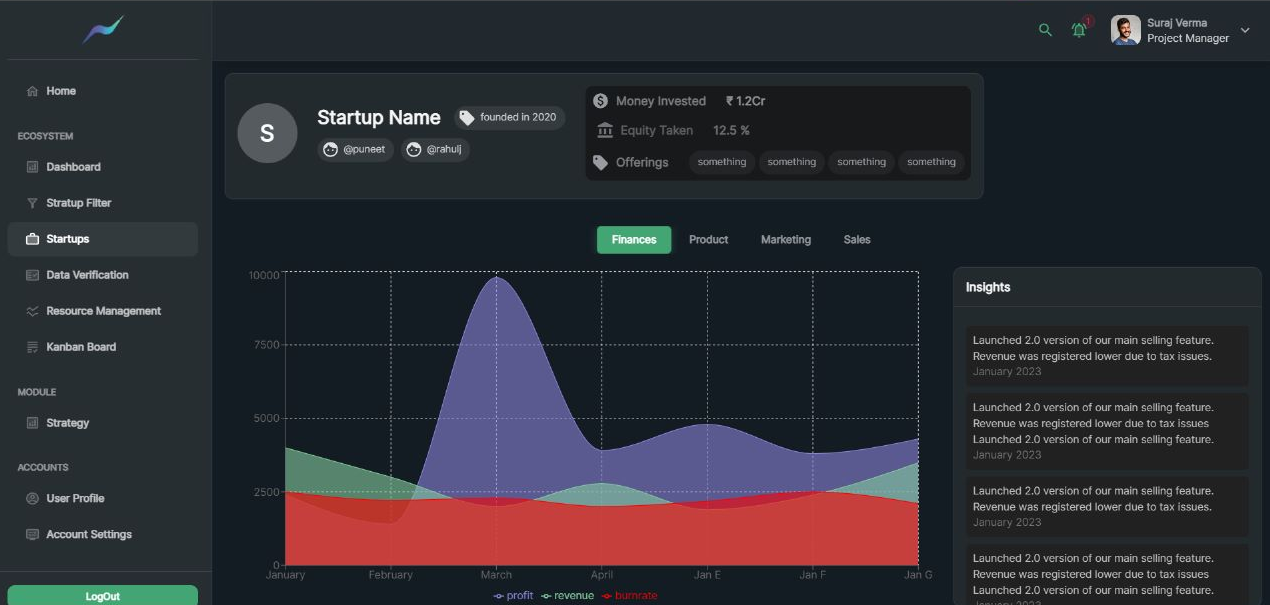 1
Suraj Verma
Project Manager
Home
ECOSYSTEM
Dashboard
Stratup Filter
Startups
Data Verification
Resource Management
Kanban Board
MODULE
Strategy
ACCOUNTS
User Profile
Account Settings
LogOut
S
Startup Name
founded in 2020
@puneet
@rahulj
Money Invested ₹ 1.2Cr
Equity Taken 12.5 %
Offerings something something something something
Finances Product Marketing Sales
10000
7500
5000
2500
0
January February March April Jan E Jan F Jan G
profit revenue burnrate
Insights
Launched 2.0 version of our main selling feature.
Revenue was registered lower due to tax issues.
January 2023
Launched 2.0 version of our main selling feature.
Revenue was registered lower due to tax issues
Launched 2.0 version of our main selling feature.
January 2023
Launched 2.0 version of our main selling feature.
Revenue was registered lower due to tax issues.
January 2023
Launched 2.0 version of our main selling feature.
Revenue was registered lower due to tax issues
Launched 2.0 version of our main selling feature.
January 2023